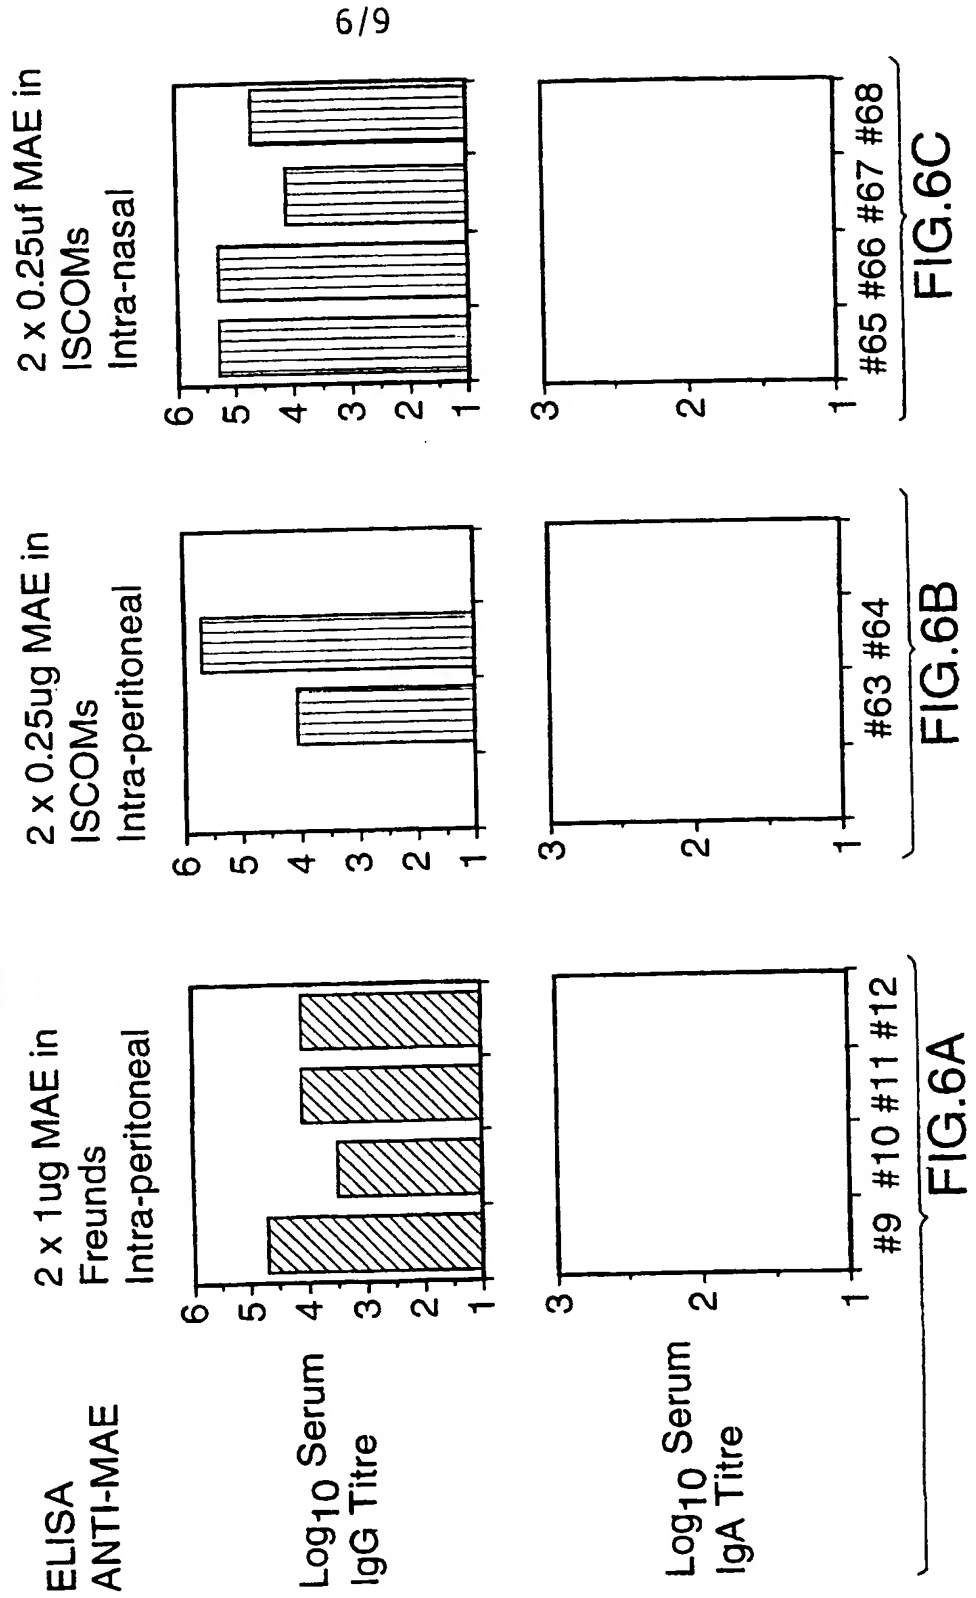 9/9
ELISA
ANTI-MAE
2 x 1ug MAE in
Freunds
Intra-peritoneal
2 x 0.25ug MAE in
ISCOMs
Intra-peritoneal
2 x 0.25uf MAE in
ISCOMs
Intra-nasal
Log10 Serum
IgG Titre
6
5
4
3
2
1
6
5
4
3
2
1
6
5
4
3
2
1
Log10 Serum
IgA Titre
3
2
1
3
2
1
3
2
1
#9 #10 #11 #12
#63 #64
#65 #66 #67 #68
FIG.6A
FIG.6B
FIG.6C